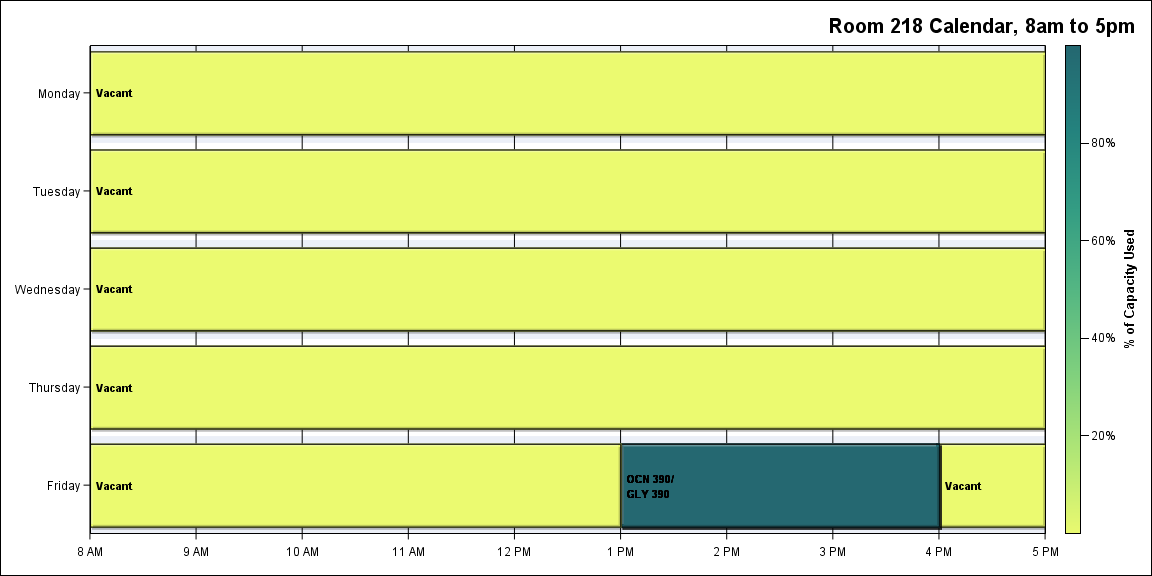 Room 218 Calendar, 8am to 5pm
Monday
Vacant
Tuesday
Vacant
Wednesday
Vacant
Thursday
Vacant
Friday
Vacant
OCN 390/
GLY 390
Vacant
8 AM
9 AM
10 AM
11 AM
12 PM
1 PM
2 PM
3 PM
4 PM
5 PM
80%
60%
40%
20%
% of Capacity Used